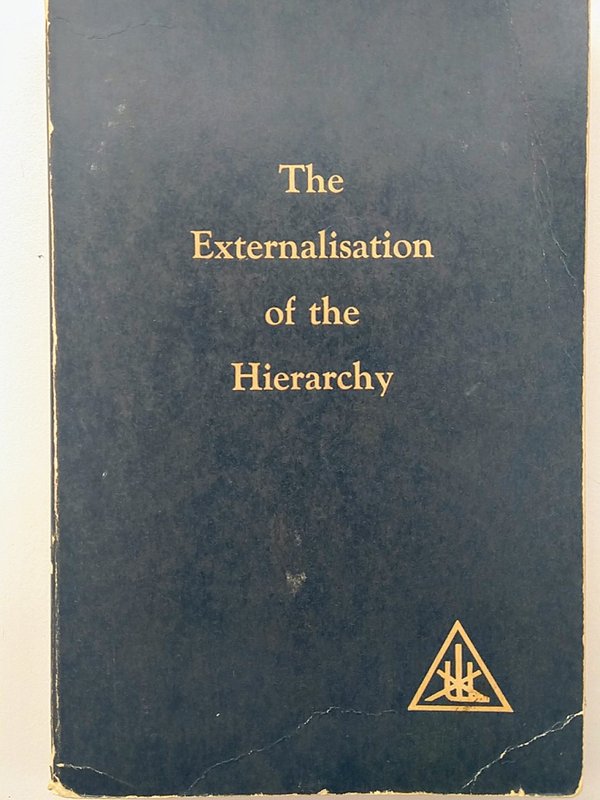 The
Externalisation
of the
Hierarchy